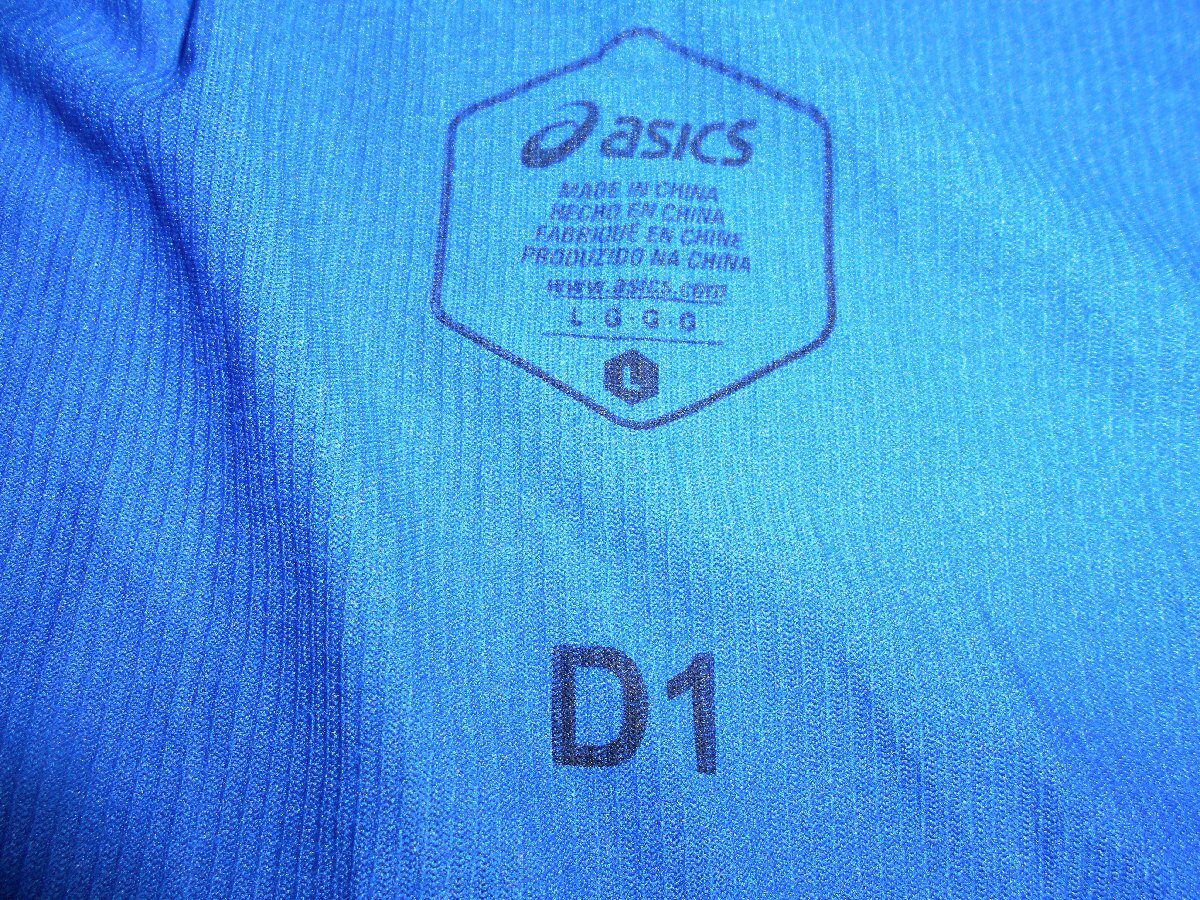 asics
MADE IN CHINA
HECHO EN CHINA
FABRIQUÉ EN CHINE
PRODUZIDO NA CHINA
www.asics.com
L·G·G·G
L
D1